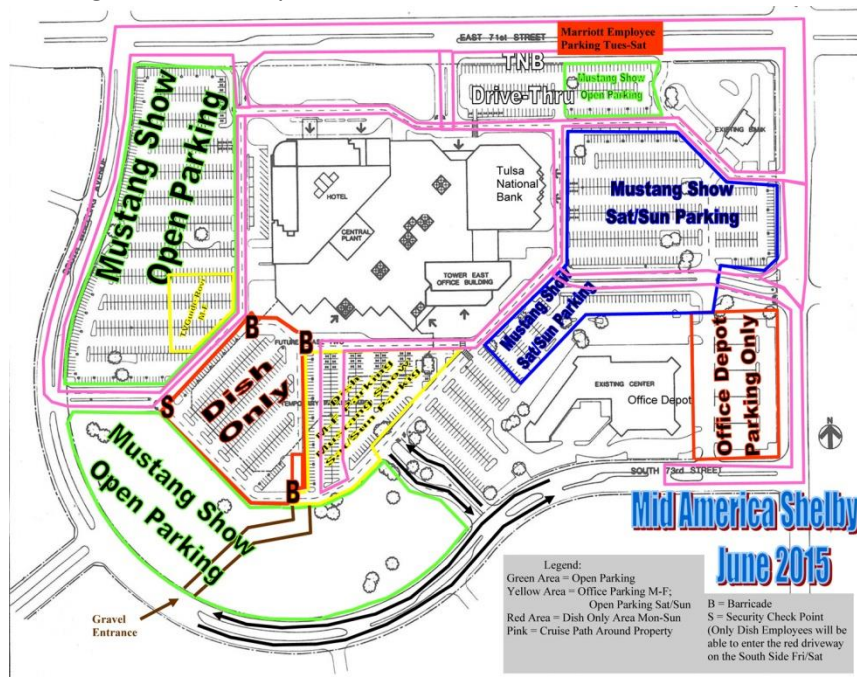 EAST 71st STREET
Marriott Employee
Parking Tues-Sat
TNB
Drive-Thru
Mustang Show
Open Parking
EXISTING BANK
Mustang Show
Open Parking
HOTEL
CENTRAL
PLANT
Tulsa
National
Bank
TOWER EAST
OFFICE BUILDING
Mustang Show
Sat/Sun Parking
Mustang Show
Sat/Sun Parking
M-F
B
B
S
Dish
Only
B
Mustang Show
Open Parking
EXISTING CENTER
Office Depot
Office Depot
Parking Only
N
SOUTH 73rd STREET
Mid America Shelby
June 2015
Gravel
Entrance
Legend:
Green Area = Open Parking
Yellow Area = Office Parking M-F;
Open Parking Sat/Sun
Red Area = Dish Only Area Mon-Sun
Pink = Cruise Path Around Property
B = Barricade
S = Security Check Point
(Only Dish Employees will be
able to enter the red driveway
on the South Side Fri/Sat